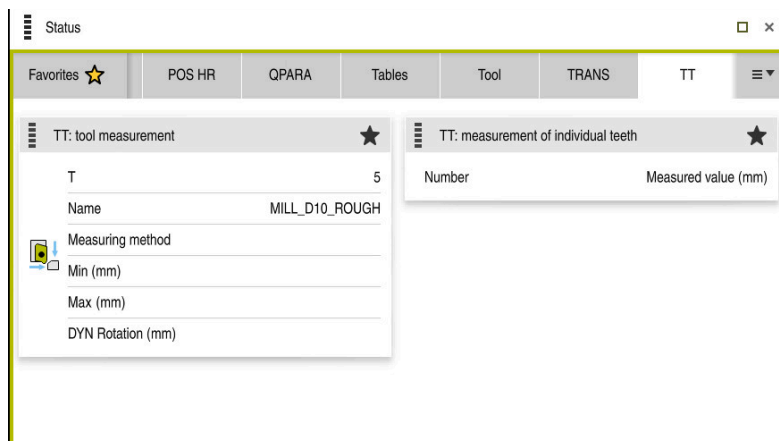 Status
Favorites POS HR QPARA Tables Tool TRANS TT
TT: tool measurement
T 5
Name MILL_D10_ROUGH
Measuring method
Min (mm)
Max (mm)
DYN Rotation (mm)
TT: measurement of individual teeth
Number Measured value (mm)